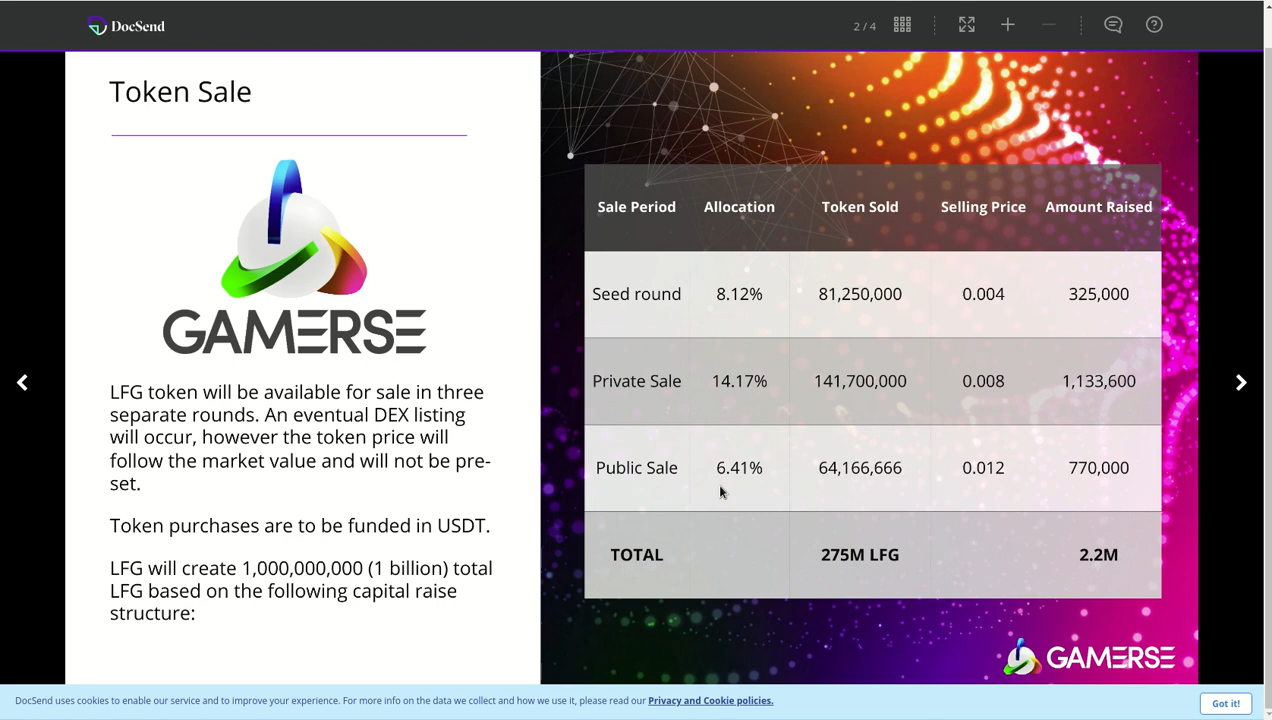 DocSend
2 / 4
Token Sale
GAMERSE
LFG token will be available for sale in three
separate rounds. An eventual DEX listing
will occur, however the token price will
follow the market value and will not be pre-
set.
Token purchases are to be funded in USDT.
LFG will create 1,000,000,000 (1 billion) total
LFG based on the following capital raise
structure:
Sale Period Allocation Token Sold Selling Price Amount Raised
Seed round 8.12% 81,250,000 0.004 325,000
Private Sale 14.17% 141,700,000 0.008 1,133,600
Public Sale 6.41% 64,166,666 0.012 770,000
TOTAL 275M LFG 2.2M
GAMERSE
DocSend uses cookies to enable our service and to improve your experience. For more info on the data we collect and how we use it, please read our Privacy and Cookie policies.
Got it!